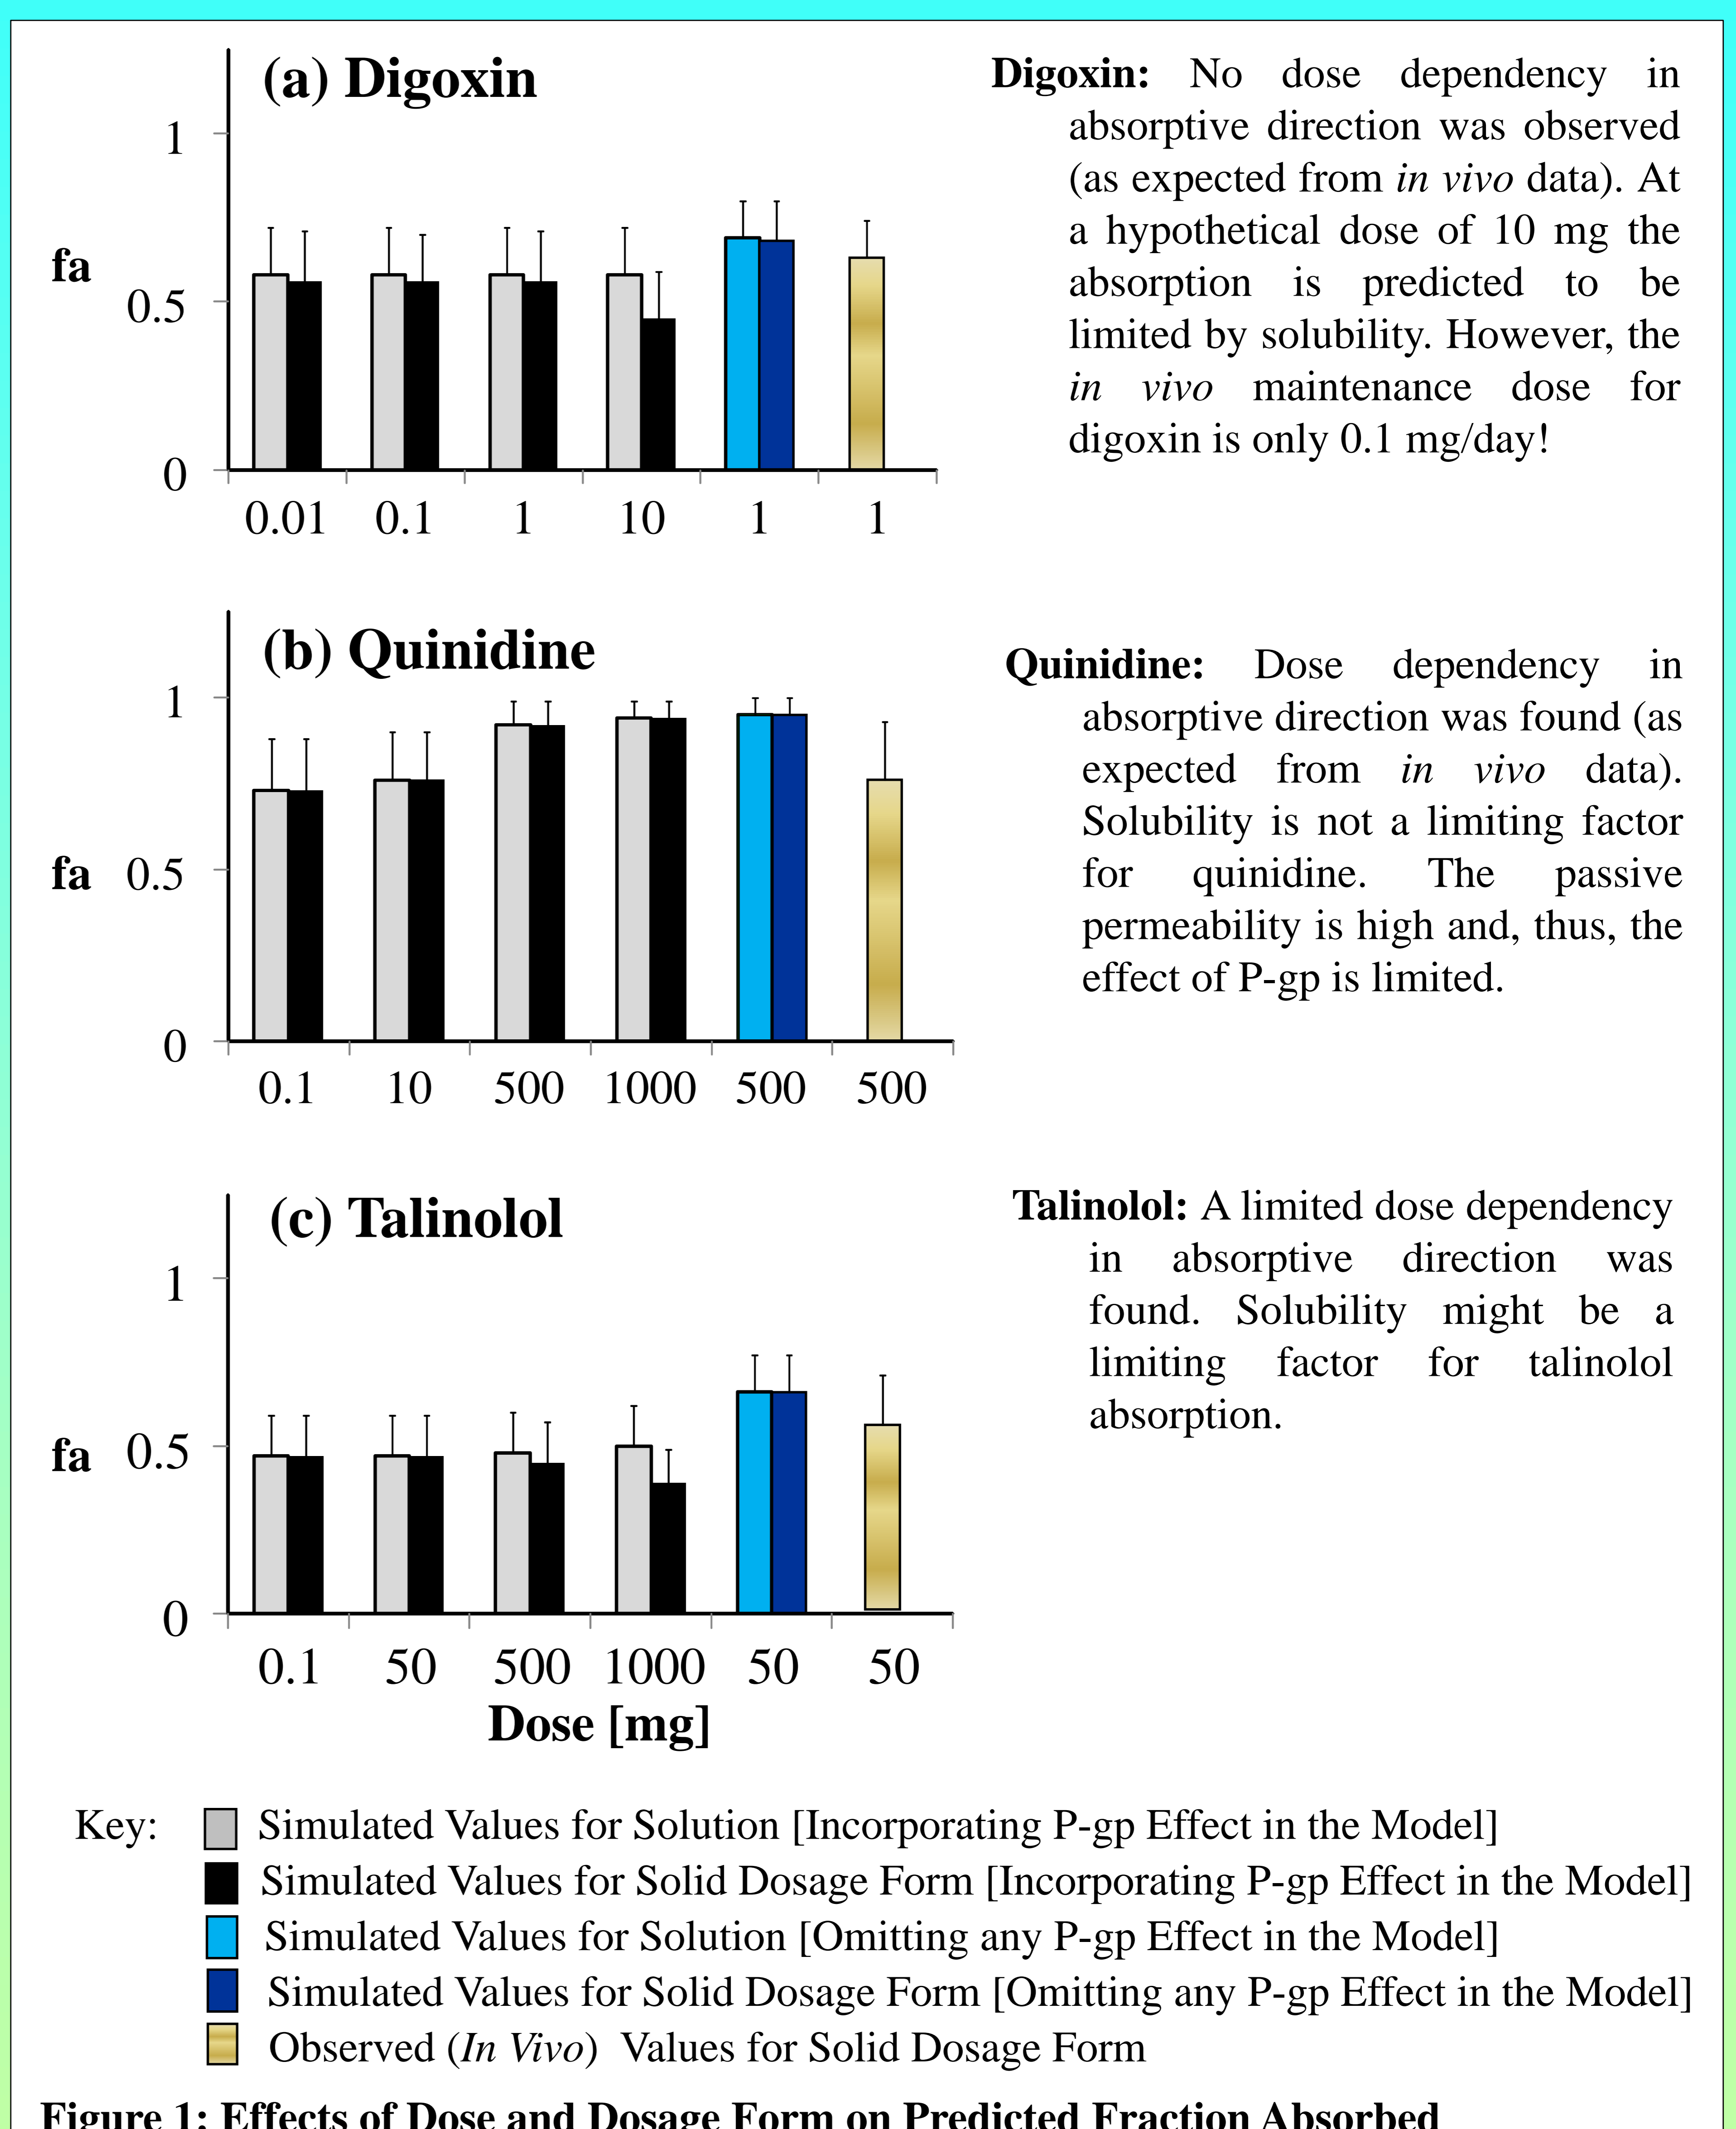 (a) Digoxin
1
fa
0.5
0
0.01 0.1 1 10 1 1
Digoxin: No dose dependency in
absorptive direction was observed
(as expected from in vivo data). At
a hypothetical dose of 10 mg the
absorption is predicted to be
limited by solubility. However, the
in vivo maintenance dose for
digoxin is only 0.1 mg/day!
(b) Quinidine
1
fa 0.5
0
0.1 10 500 1000 500 500
Quinidine: Dose dependency in
absorptive direction was found (as
expected from in vivo data).
Solubility is not a limiting factor
for quinidine. The passive
permeability is high and, thus, the
effect of P-gp is limited.
(c) Talinolol
1
fa 0.5
0
0.1 50 500 1000 50 50
Dose [mg]
Talinolol: A limited dose dependency
in absorptive direction was
found. Solubility might be a
limiting factor for talinolol
absorption.
Key: Simulated Values for Solution [Incorporating P-gp Effect in the Model]
Simulated Values for Solid Dosage Form [Incorporating P-gp Effect in the Model]
Simulated Values for Solution [Omitting any P-gp Effect in the Model]
Simulated Values for Solid Dosage Form [Omitting any P-gp Effect in the Model]
Observed (In Vivo) Values for Solid Dosage Form
Figure 1: Effects of Dose and Dosage Form on Predicted Fraction Absorbed